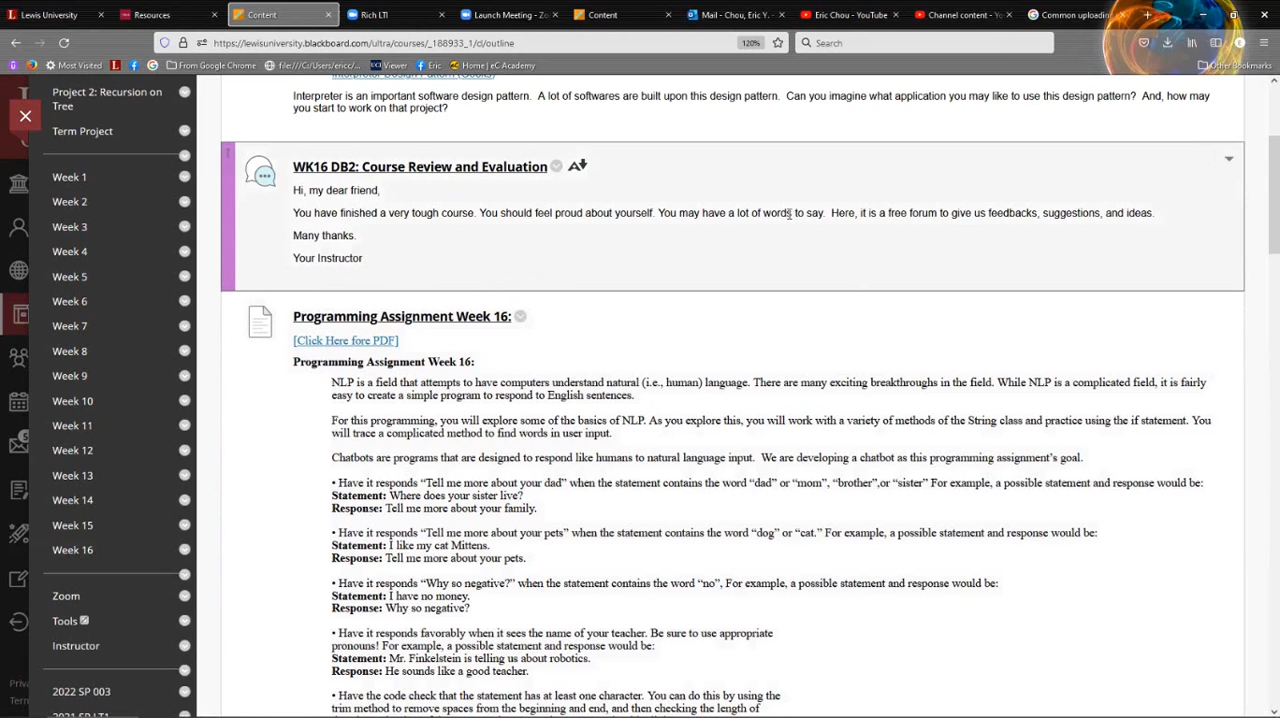 Lewis University
Resources
Content
Rich LTI
Launch Meeting - Zo
Content
Mail - Chou, Eric Y.
Eric Chou - YouTube
Channel content - Yo
Common uploading
https://lewisuniversity.blackboard.com/ultra/courses/_188933_1/cl/outline
120%
Search
Most Visited
From Google Chrome
file:///C:/Users/ericc/
Viewer
Eric
Home | eC Academy
Other Bookmarks
Project 2: Recursion on
Tree
Term Project
Week 1
Week 2
Week 3
Week 4
Week 5
Week 6
Week 7
Week 8
Week 9
Week 10
Week 11
Week 12
Week 13
Week 14
Week 15
Week 16
Zoom
Tools
Instructor
2022 SP 003
2021 SP LT1
Interpreter Design Pattern (Geeks)
Interpreter is an important software design pattern. A lot of softwares are built upon this design pattern. Can you imagine what application you may like to use this design pattern? And, how may
you start to work on that project?
WK16 DB2: Course Review and Evaluation
Hi, my dear friend,
You have finished a very tough course. You should feel proud about yourself. You may have a lot of words to say. Here, it is a free forum to give us feedbacks, suggestions, and ideas.
Many thanks.
Your Instructor
Programming Assignment Week 16:
[Click Here fore PDF]
Programming Assignment Week 16:
NLP is a field that attempts to have computers understand natural (i.e., human) language. There are many exciting breakthroughs in the field. While NLP is a complicated field, it is fairly
easy to create a simple program to respond to English sentences.
For this programming, you will explore some of the basics of NLP. As you explore this, you will work with a variety of methods of the String class and practice using the if statement. You
will trace a complicated method to find words in user input.
Chatbots are programs that are designed to respond like humans to natural language input. We are developing a chatbot as this programming assignment's goal.
• Have it responds “Tell me more about your dad” when the statement contains the word “dad” or “mom”, “brother”,or “sister” For example, a possible statement and response would be:
Statement: Where does your sister live?
Response: Tell me more about your family.
• Have it responds “Tell me more about your pets” when the statement contains the word “dog” or “cat.” For example, a possible statement and response would be:
Statement: I like my cat Mittens.
Response: Tell me more about your pets.
• Have it responds “Why so negative?” when the statement contains the word “no”, For example, a possible statement and response would be:
Statement: I have no money.
Response: Why so negative?
• Have it responds favorably when it sees the name of your teacher. Be sure to use appropriate
pronouns! For example, a possible statement and response would be:
Statement: Mr. Finkelstein is telling us about robotics.
Response: He sounds like a good teacher.
• Have the code check that the statement has at least one character. You can do this by using the
trim method to remove spaces from the beginning and end, and then checking the length of